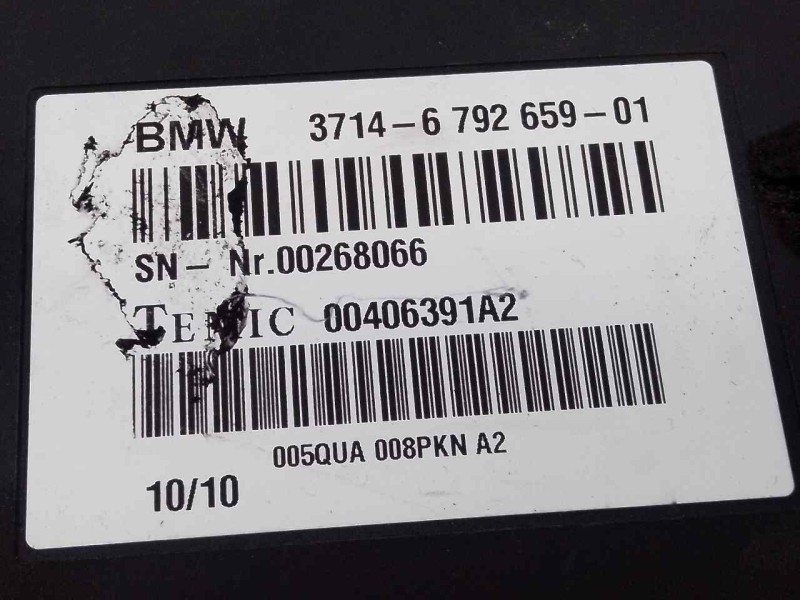 BMW 3714-6 792 659-01
SN- Nr.00268066
TEMIC 00406391A2
005QUA 008PKN A2
10/10